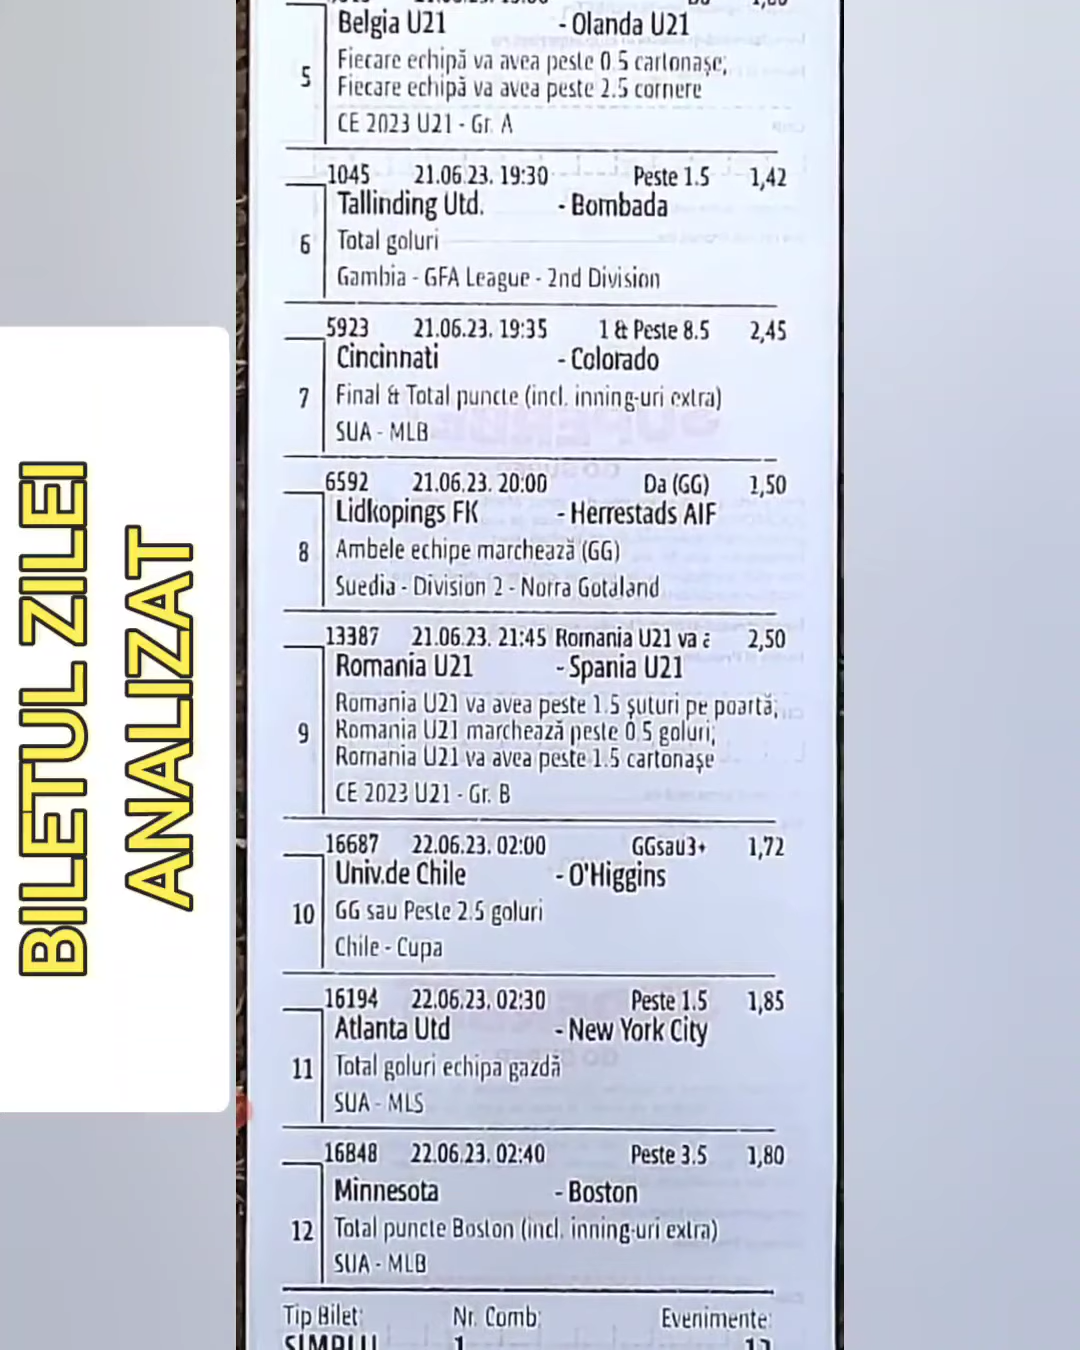 BILETUL ZILEI
ANALIZAT
Belgia U21 - Olanda U21
5 Fiecare echipă va avea peste 0.5 cartonașe;
Fiecare echipă va avea peste 2.5 cornere
CE 2023 U21 - Gr. A
1045 21.06.23. 19:30 Peste 1.5 1,42
Tallinding Utd. - Bombada
6 Total goluri
Gambia - GFA League - 2nd Division
5923 21.06.23. 19:35 1 & Peste 8.5 2,45
Cincinnati - Colorado
7 Final & Total puncte (incl. inning-uri extra)
SUA - MLB
6592 21.06.23. 20:00 Da (GG) 1,50
Lidkopings FK - Herrestads AIF
8 Ambele echipe marchează (GG)
Suedia - Division 2 - Norra Gotaland
13387 21.06.23. 21:45 Romania U21 va a 2,50
Romania U21 - Spania U21
Romania U21 va avea peste 1.5 șuturi pe poartă;
9 Romania U21 marchează peste 0.5 goluri;
Romania U21 va avea peste 1.5 cartonașe
CE 2023 U21 - Gr. B
16687 22.06.23. 02:00 GGsau3+ 1,72
Univ.de Chile - O'Higgins
10 GG sau Peste 2.5 goluri
Chile - Cupa
16194 22.06.23. 02:30 Peste 1.5 1,85
Atlanta Utd - New York City
11 Total goluri echipa gazdă
SUA - MLS
16848 22.06.23. 02:40 Peste 3.5 1,80
Minnesota - Boston
12 Total puncte Boston (incl. inning-uri extra)
SUA - MLB
Tip Bilet: Nr. Comb: Evenimente:
SIMPLU 1 12